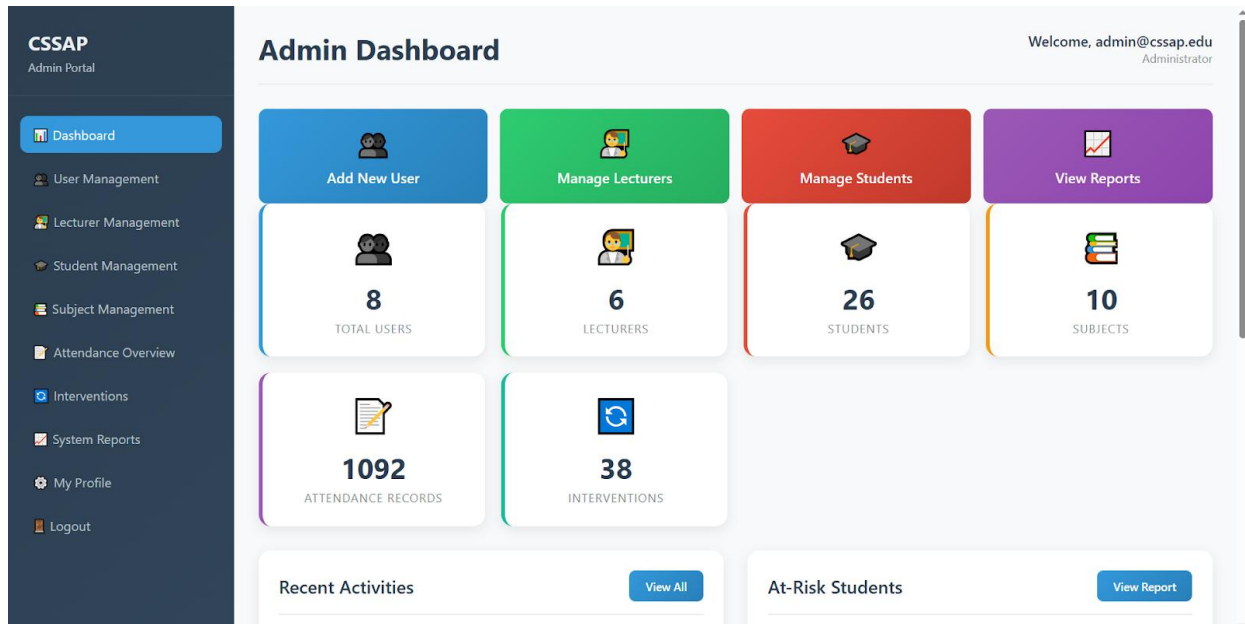 CSSAP
Admin Portal
Dashboard
User Management
Lecturer Management
Student Management
Subject Management
Attendance Overview
Interventions
System Reports
My Profile
Logout
Admin Dashboard
Welcome, admin@cssap.edu
Administrator
Add New User
Manage Lecturers
Manage Students
View Reports
8
TOTAL USERS
6
LECTURERS
26
STUDENTS
10
SUBJECTS
1092
ATTENDANCE RECORDS
38
INTERVENTIONS
Recent Activities
View All
At-Risk Students
View Report